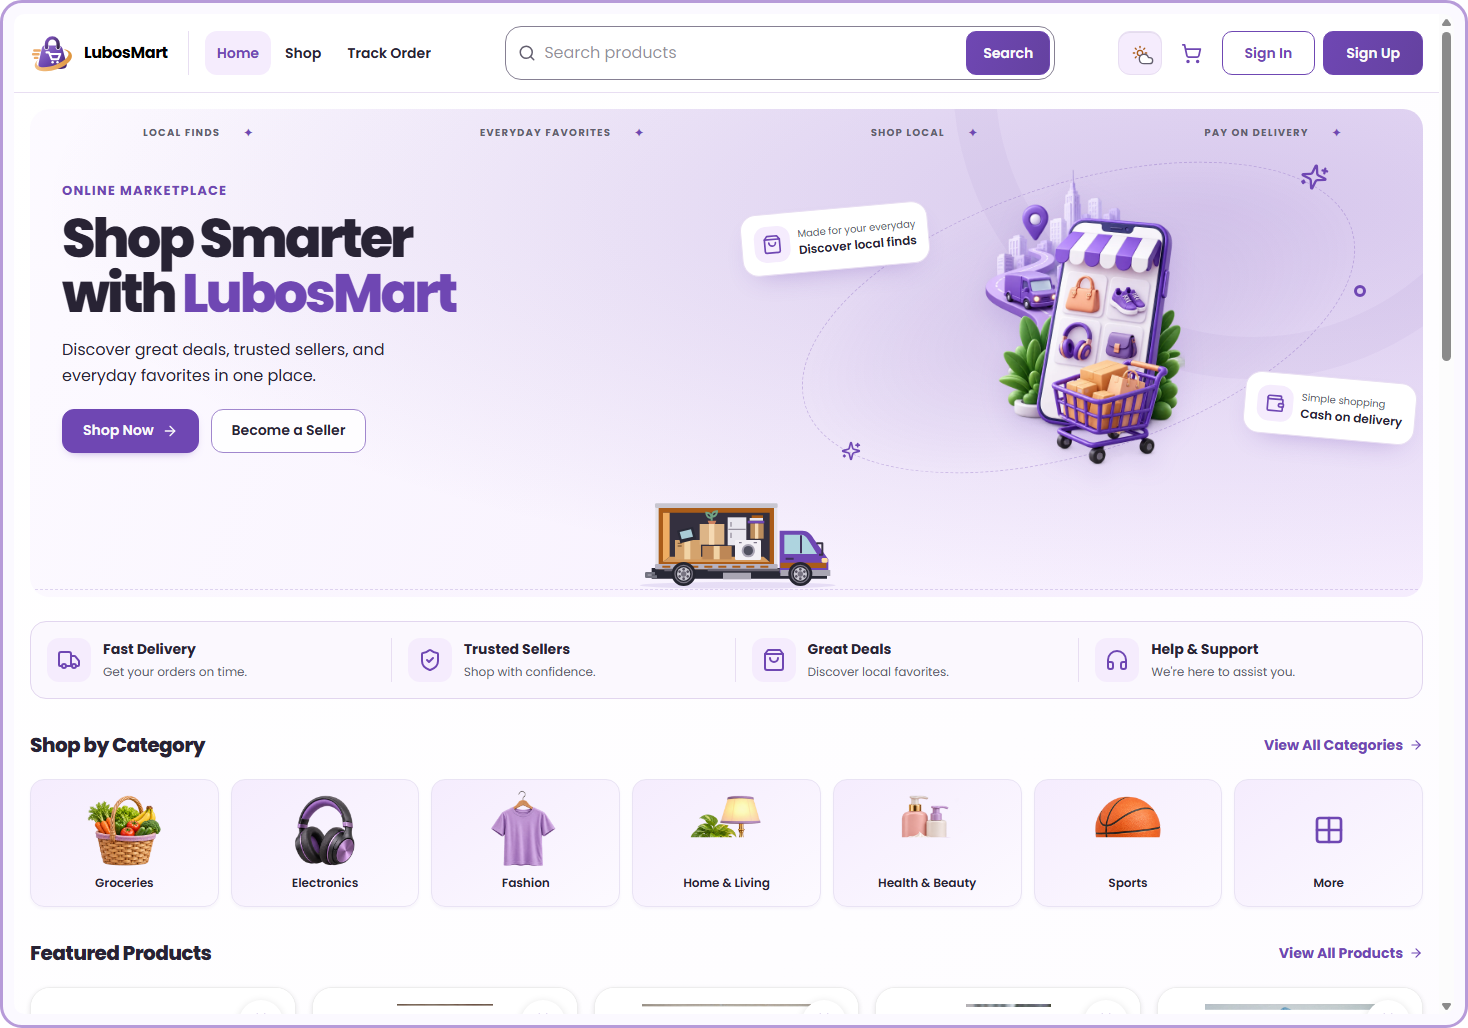 LubosMart
Home
Shop
Track Order
Search products
Search
Sign In
Sign Up
LOCAL FINDS
EVERYDAY FAVORITES
SHOP LOCAL
PAY ON DELIVERY
ONLINE MARKETPLACE
Shop Smarter
with LubosMart
Discover great deals, trusted sellers, and
everyday favorites in one place.
Shop Now
Become a Seller
Made for your everyday
Discover local finds
Simple shopping
Cash on delivery
Fast Delivery
Get your orders on time.
Trusted Sellers
Shop with confidence.
Great Deals
Discover local favorites.
Help & Support
We're here to assist you.
Shop by Category
View All Categories
Groceries
Electronics
Fashion
Home & Living
Health & Beauty
Sports
More
Featured Products
View All Products